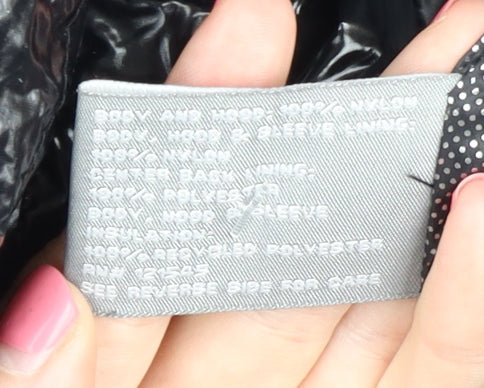 BODY AND HOOD: 100% NYLON
BODY, HOOD & SLEEVE LINING:
100% NYLON
CENTER BACK LINING:
100% POLYESTER
BODY, HOOD & SLEEVE
INSULATION:
100% RECYCLED POLYESTER
RN# 121545
SEE REVERSE SIDE FOR CARE